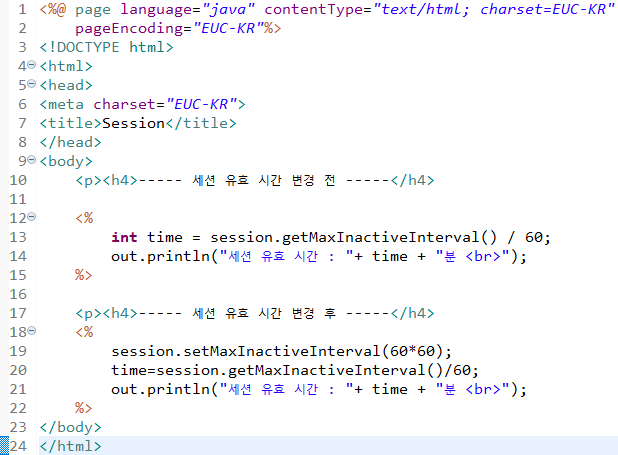 1 <%@ page language="java" contentType="text/html; charset=EUC-KR"
2     pageEncoding="EUC-KR"%>
3 <!DOCTYPE html>
4 <html>
5 <head>
6 <meta charset="EUC-KR">
7 <title>Session</title>
8 </head>
9 <body>
10     <p><h4>----- 세션 유효 시간 변경 전 -----</h4>
11
12     <%
13         int time = session.getMaxInactiveInterval() / 60;
14         out.println("세션 유효 시간 : "+ time + "분 <br>");
15     %>
16
17     <p><h4>----- 세션 유효 시간 변경 후 -----</h4>
18     <%
19         session.setMaxInactiveInterval(60*60);
20         time=session.getMaxInactiveInterval()/60;
21         out.println("세션 유효 시간 : "+ time + "분 <br>");
22     %>
23 </body>
24 </html>